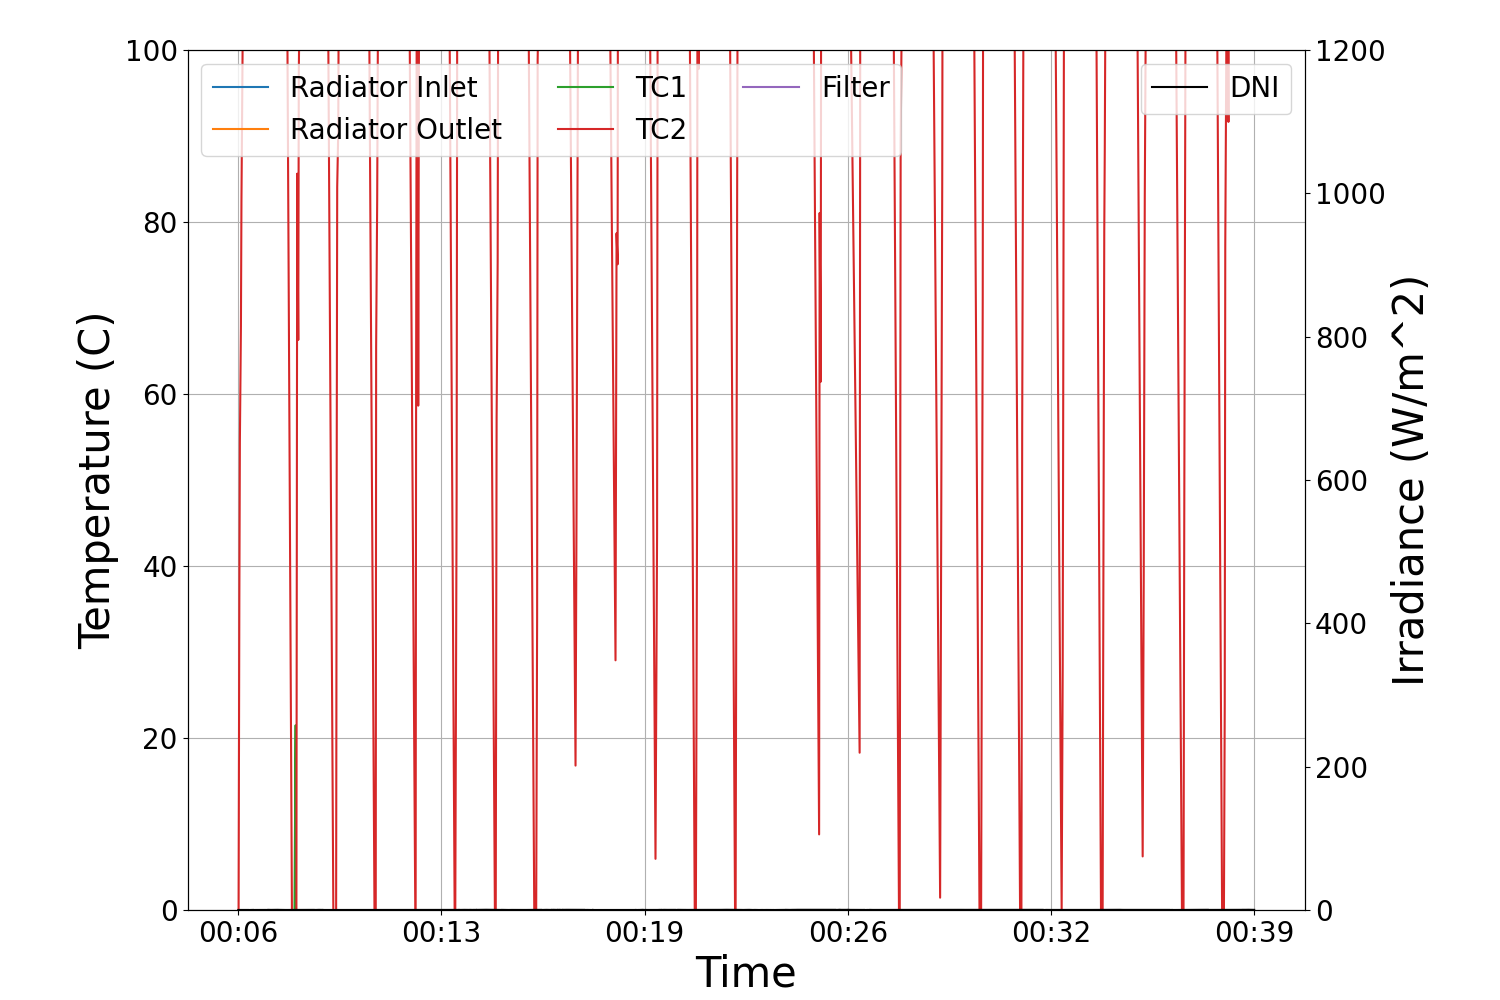 100
80
60
40
20
0
Temperature (C)
Radiator Inlet
Radiator Outlet
TC1
TC2
Filter
DNI
1200
1000
800
600
400
200
0
Irradiance (W/m^2)
00:06 00:13 00:19 00:26 00:32 00:39
Time